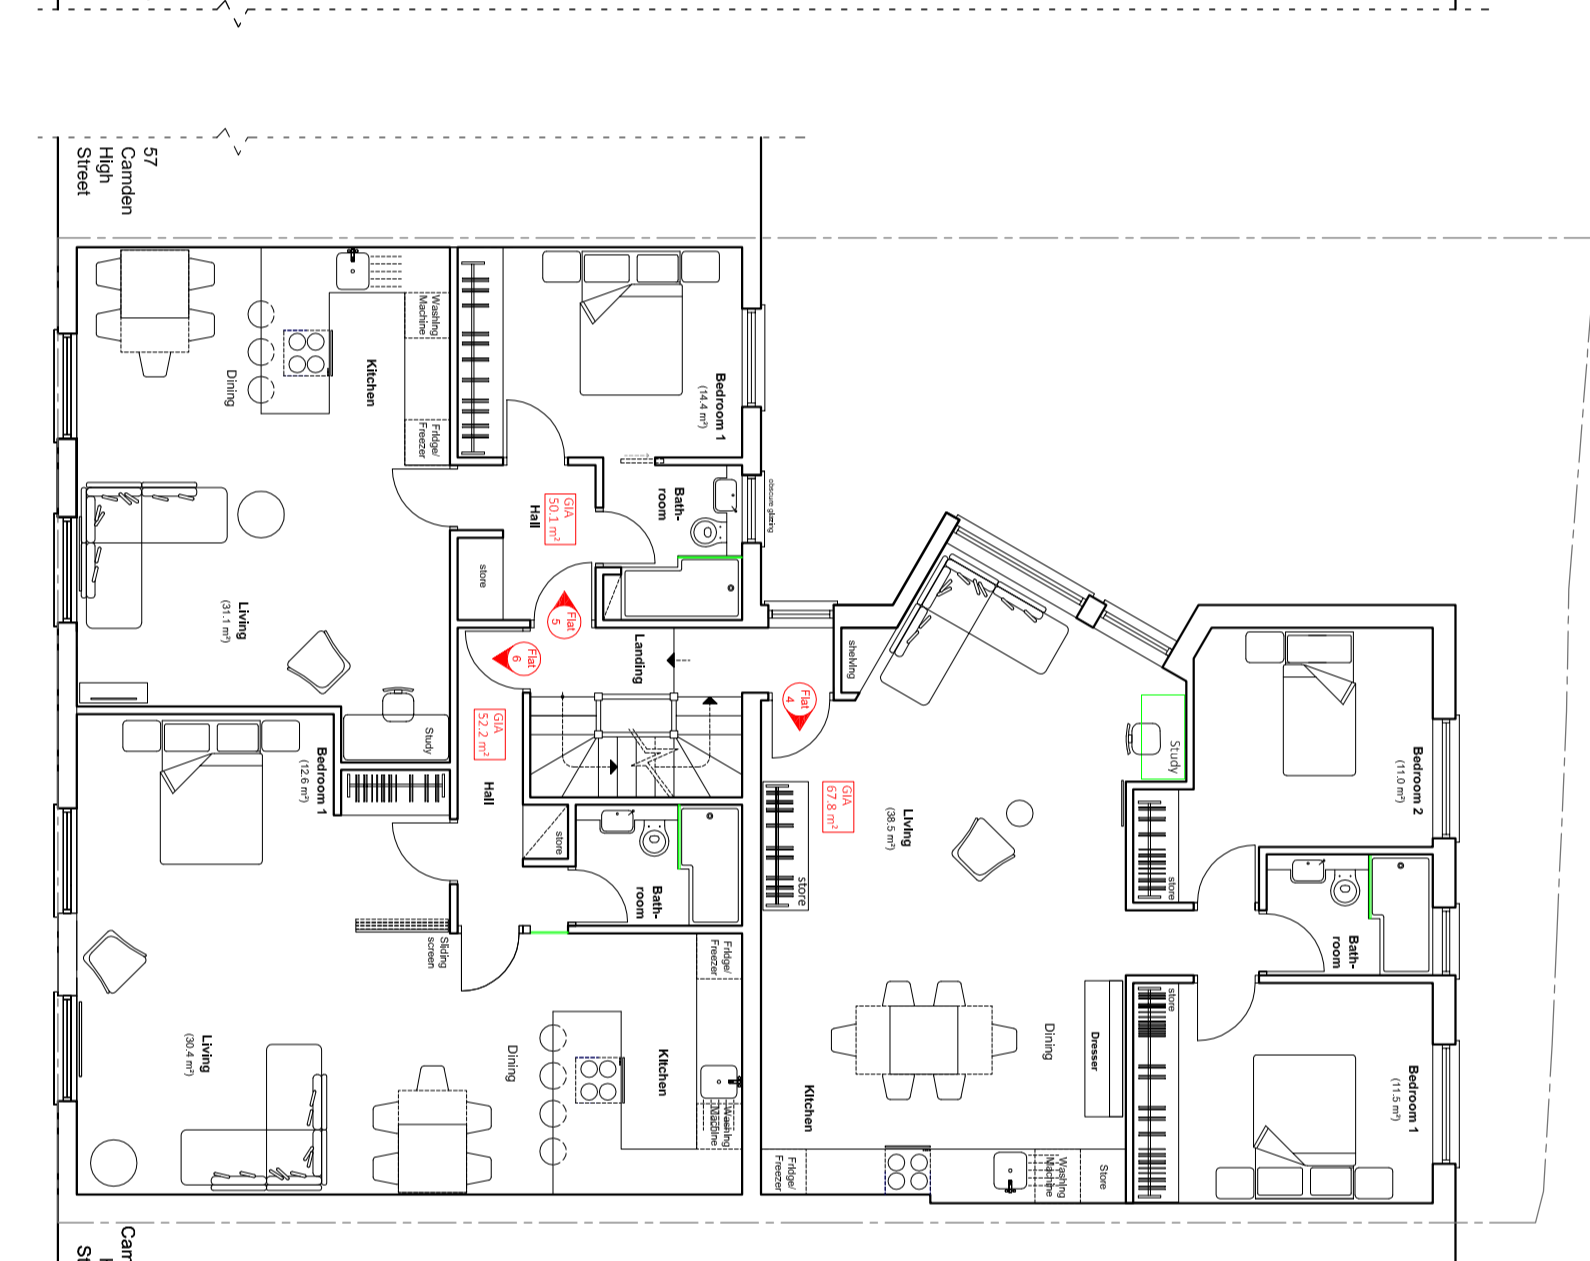 57
Camden
High
Street
Washing
Machine
Kitchen
Dining
Fridge/
Freezer
Bedroom 1
(14.4 m²)
Bath-
room
obscure glazing
GIA
50.1 m²
Hall
store
Living
(31.1 m²)
Flat
5
Flat
6
Landing
shelving
Flat
4
Study
GIA
52.2 m²
Hall
Bedroom 1
(12.6 m²)
store
Bath-
room
Sliding
screen
Fridge/
Freezer
Living
(30.4 m²)
Dining
Kitchen
Washing
Machine
GIA
67.8 m²
store
Living
(38.5 m²)
Study
Bedroom 2
(11.0 m²)
store
Bath-
room
store
Dining
Dresser
Kitchen
Bedroom 1
(11.5 m²)
Fridge/
Freezer
Washing
Machine
Store